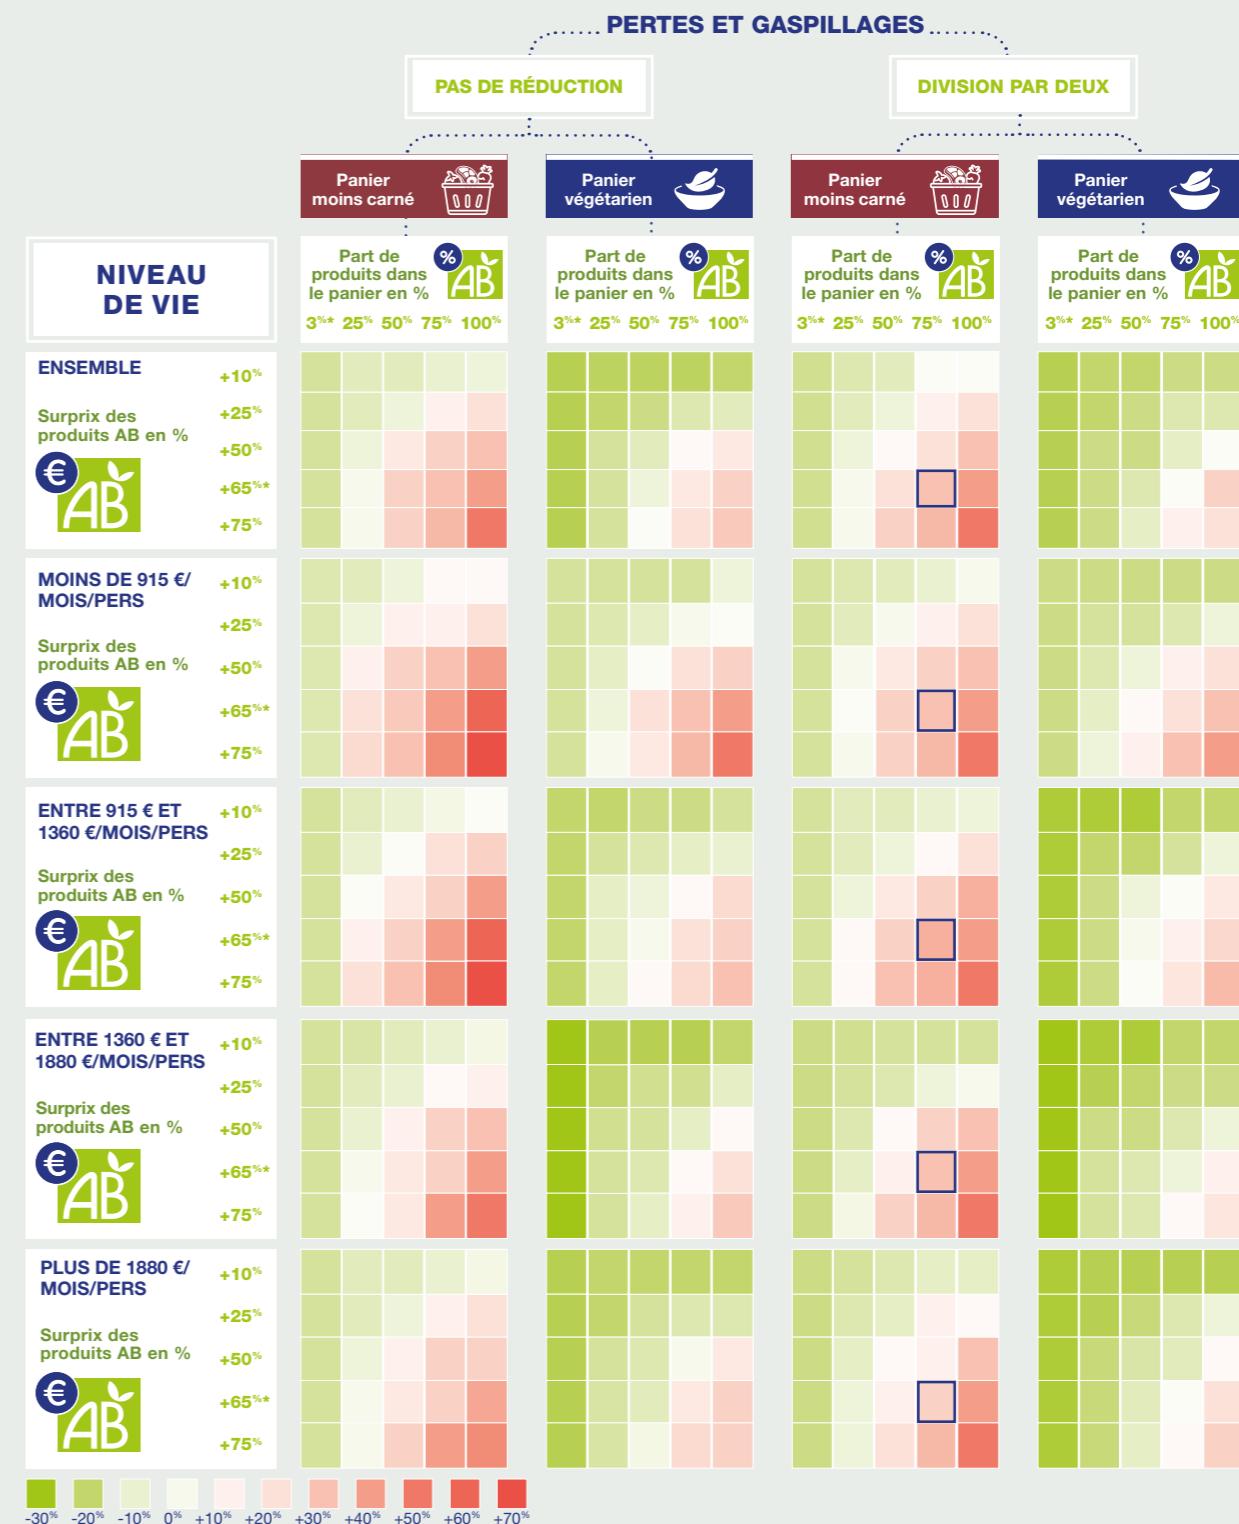 PERTES ET GASPILLAGES
PAS DE RÉDUCTION
DIVISION PAR DEUX
Panier
moins carné
Panier
végétarien
Panier
moins carné
Panier
végétarien
NIVEAU
DE VIE
Part de
produits dans
le panier en %
% AB
3%* 25% 50% 75% 100%
Part de
produits dans
le panier en %
% AB
3%* 25% 50% 75% 100%
Part de
produits dans
le panier en %
% AB
3%* 25% 50% 75% 100%
Part de
produits dans
le panier en %
% AB
3%* 25% 50% 75% 100%
ENSEMBLE
Surprix des
produits AB en %
€ AB
+10%
+25%
+50%
+65%*
+75%
MOINS DE 915 €/
MOIS/PERS
Surprix des
produits AB en %
€ AB
+10%
+25%
+50%
+65%*
+75%
ENTRE 915 € ET
1360 €/MOIS/PERS
Surprix des
produits AB en %
€ AB
+10%
+25%
+50%
+65%*
+75%
ENTRE 1360 € ET
1880 €/MOIS/PERS
Surprix des
produits AB en %
€ AB
+10%
+25%
+50%
+65%*
+75%
PLUS DE 1880 €/
MOIS/PERS
Surprix des
produits AB en %
€ AB
+10%
+25%
+50%
+65%*
+75%
-30% -20% -10% 0% +10% +20% +30% +40% +50% +60% +70%